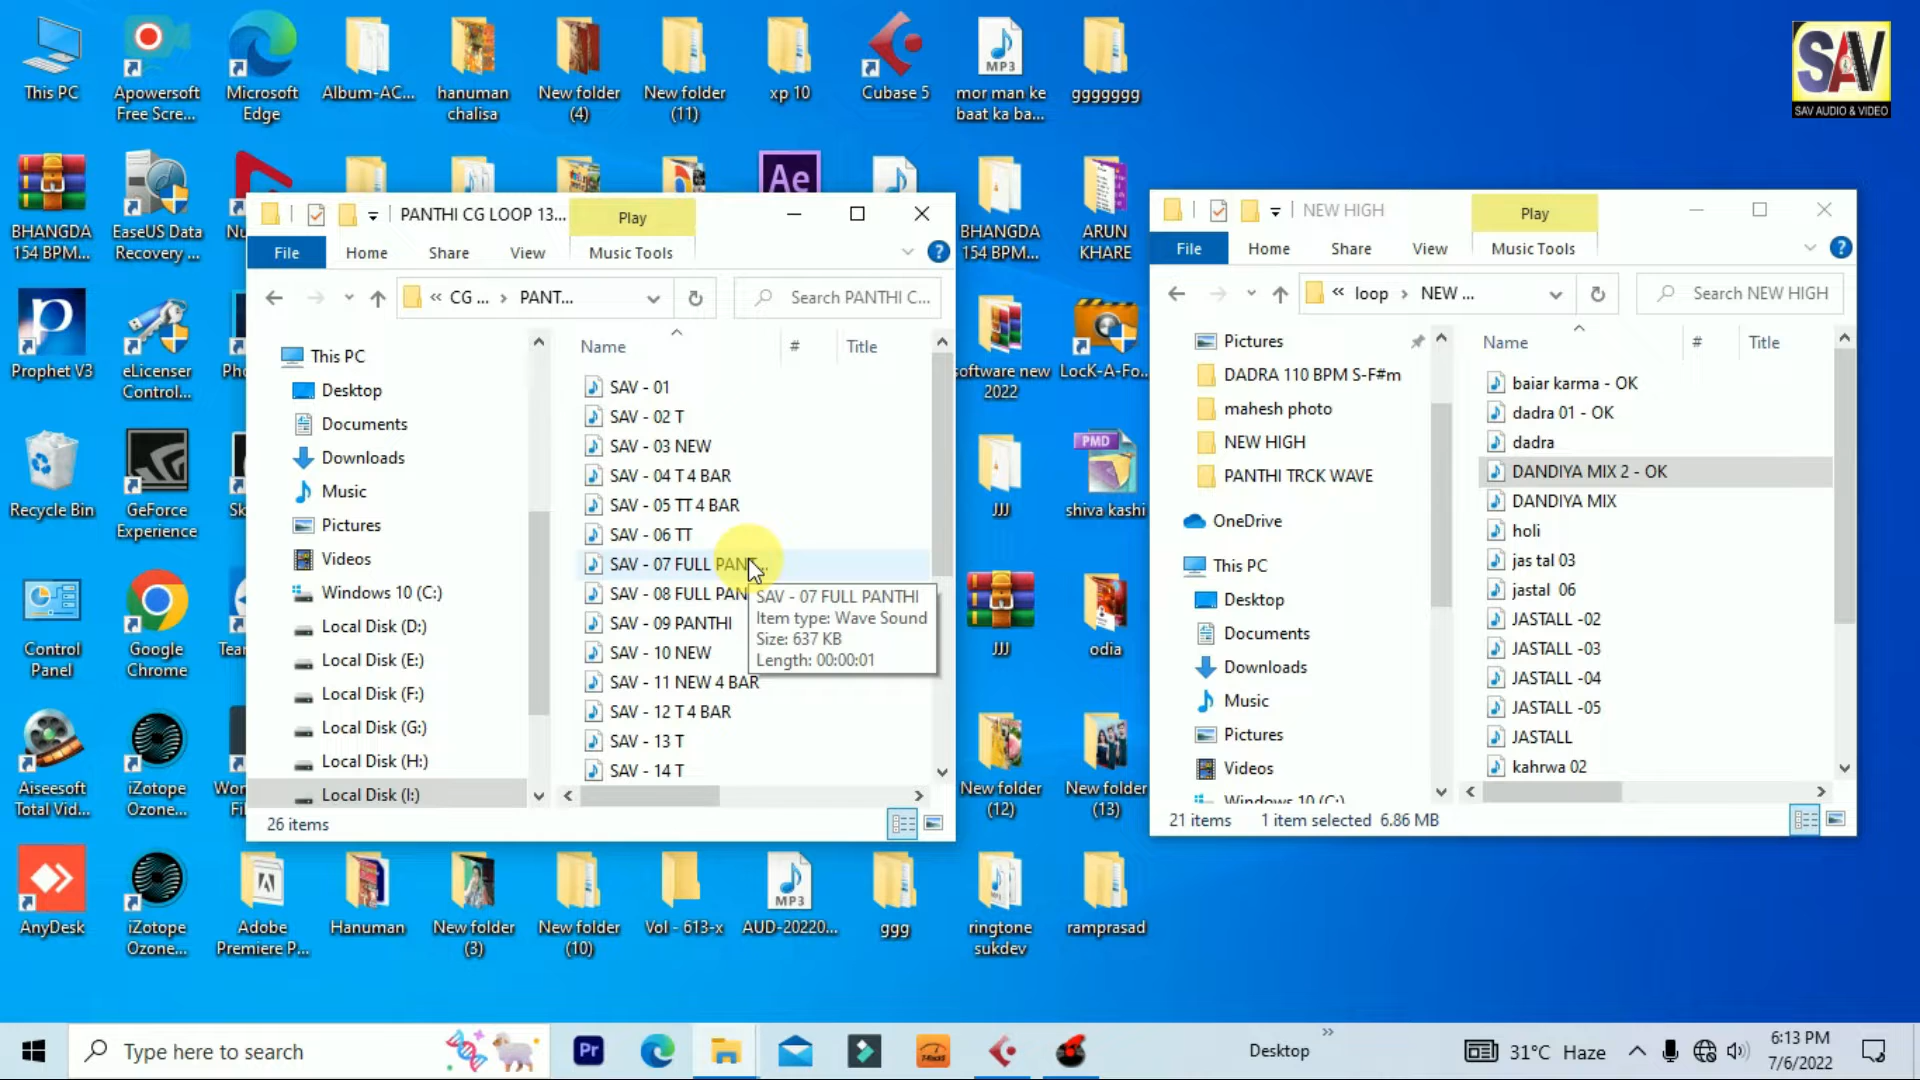 This PC
Apowersoft
Free Scre...
Microsoft
Edge
Album-AC...
hanuman
chalisa
New folder
(4)
New folder
(11)
xp 10
Cubase 5
MP3
mor man ke
baat ka ba...
ggggggg
SAV
SAV AUDIO & VIDEO
BHANGDA
154 BPM...
EaseUS Data
Recovery ...
Ae
BHANGDA
154 BPM...
ARUN
KHARE
Prophet V3
eLicenser
Control...
software new
2022
LocK-A-Fo...
Recycle Bin
GeForce
Experience
JJJ
PMD
shiva kashi
Control
Panel
Google
Chrome
JJJ
odia
Aiseesoft
Total Vid...
iZotope
Ozone...
New folder
(12)
New folder
(13)
AnyDesk
iZotope
Ozone...
Adobe
Premiere P...
Hanuman
New folder
(3)
New folder
(10)
Vol - 613-x
MP3
AUD-20220...
ggg
ringtone
sukdev
ramprasad
PANTHI CG LOOP 13...
Play
File
Home
Share
View
Music Tools
« CG ... › PANT...
Search PANTHI C...
This PC
Desktop
Documents
Downloads
Music
Pictures
Videos
Windows 10 (C:)
Local Disk (D:)
Local Disk (E:)
Local Disk (F:)
Local Disk (G:)
Local Disk (H:)
Local Disk (I:)
Name
#
Title
SAV - 01
SAV - 02 T
SAV - 03 NEW
SAV - 04 T 4 BAR
SAV - 05 TT 4 BAR
SAV - 06 TT
SAV - 07 FULL PANT...
SAV - 08 FULL PAN
SAV - 09 PANTHI
SAV - 10 NEW
SAV - 11 NEW 4 BAR
SAV - 12 T 4 BAR
SAV - 13 T
SAV - 14 T
SAV - 07 FULL PANTHI
Item type: Wave Sound
Size: 637 KB
Length: 00:00:01
26 items
NEW HIGH
Play
File
Home
Share
View
Music Tools
« loop › NEW ...
Search NEW HIGH
Pictures
DADRA 110 BPM S-F#m
mahesh photo
NEW HIGH
PANTHI TRCK WAVE
OneDrive
This PC
Desktop
Documents
Downloads
Music
Pictures
Videos
Windows 10 (C:)
Name
#
Title
baiar karma - OK
dadra 01 - OK
dadra
DANDIYA MIX 2 - OK
DANDIYA MIX
holi
jas tal 03
jastal 06
JASTALL -02
JASTALL -03
JASTALL -04
JASTALL -05
JASTALL
kahrwa 02
21 items
1 item selected 6.86 MB
Type here to search
Pr
Desktop
31°C Haze
6:13 PM
7/6/2022